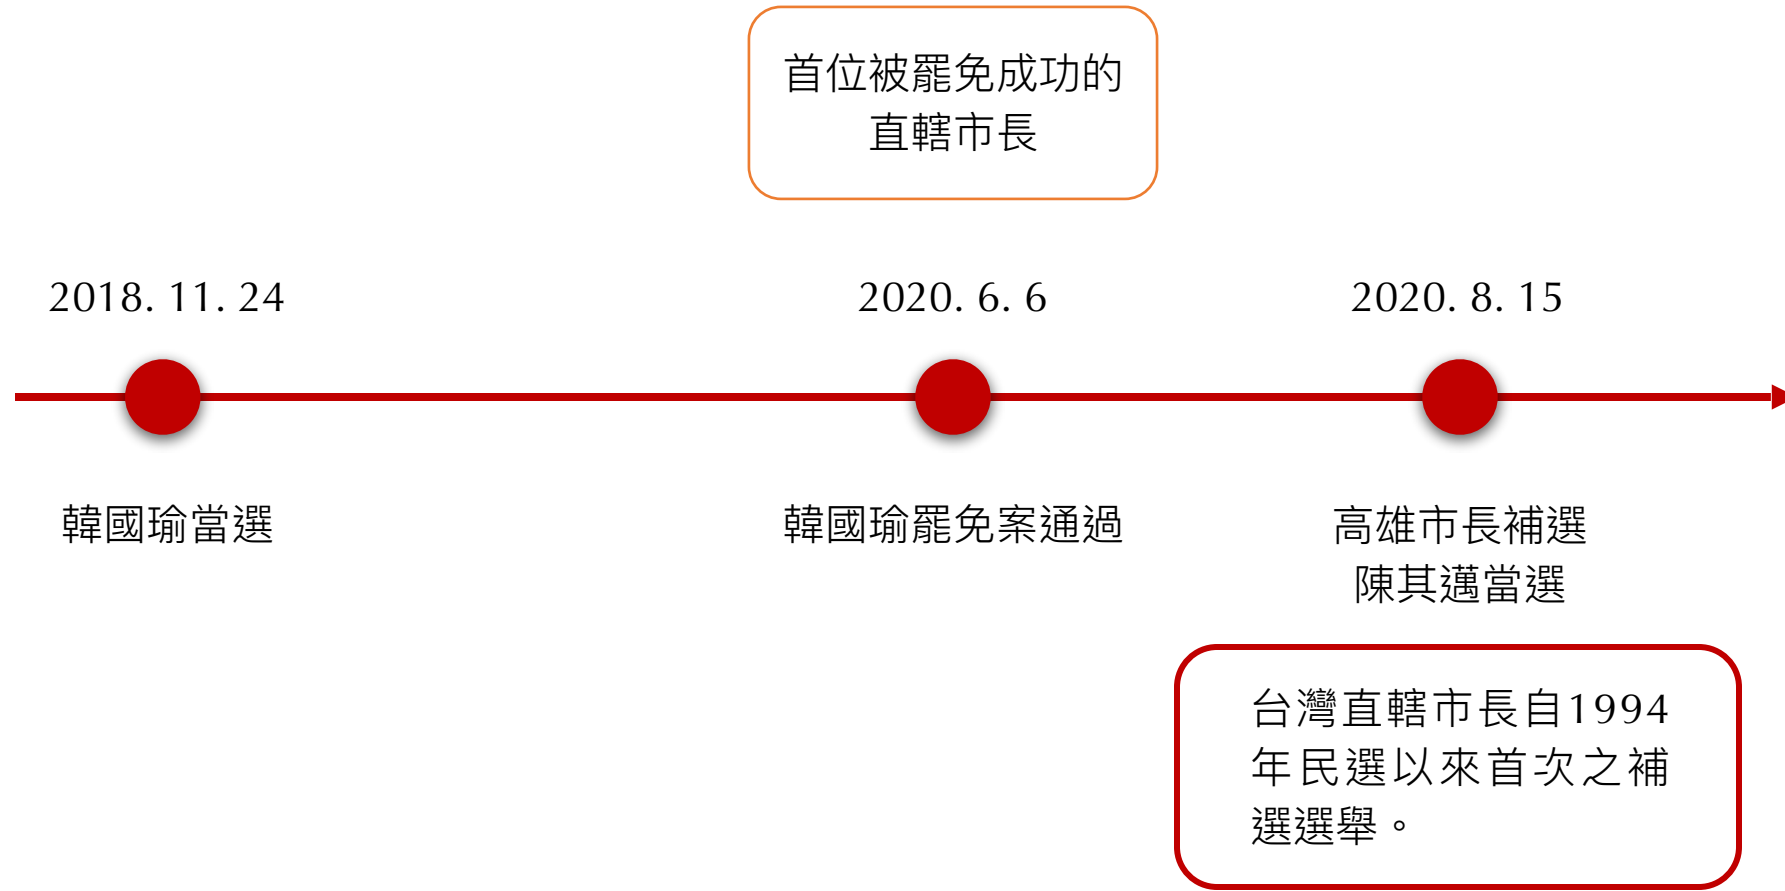 首位被罷免成功的
直轄市長
2018. 11. 24
2020. 6. 6
2020. 8. 15
韓國瑜當選
韓國瑜罷免案通過
高雄市長補選
陳其邁當選
台灣直轄市長自1994
年民選以來首次之補
選選舉。